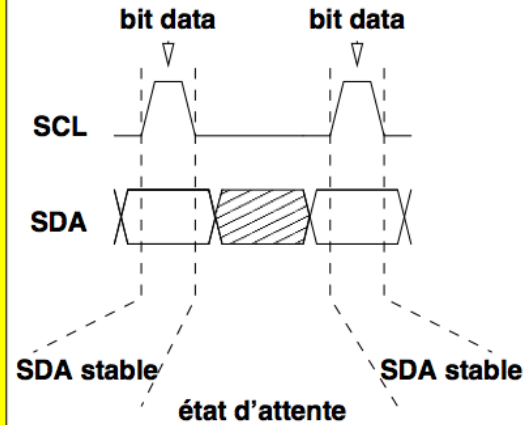 bit data bit data
SCL
SDA
SDA stable SDA stable
état d'attente